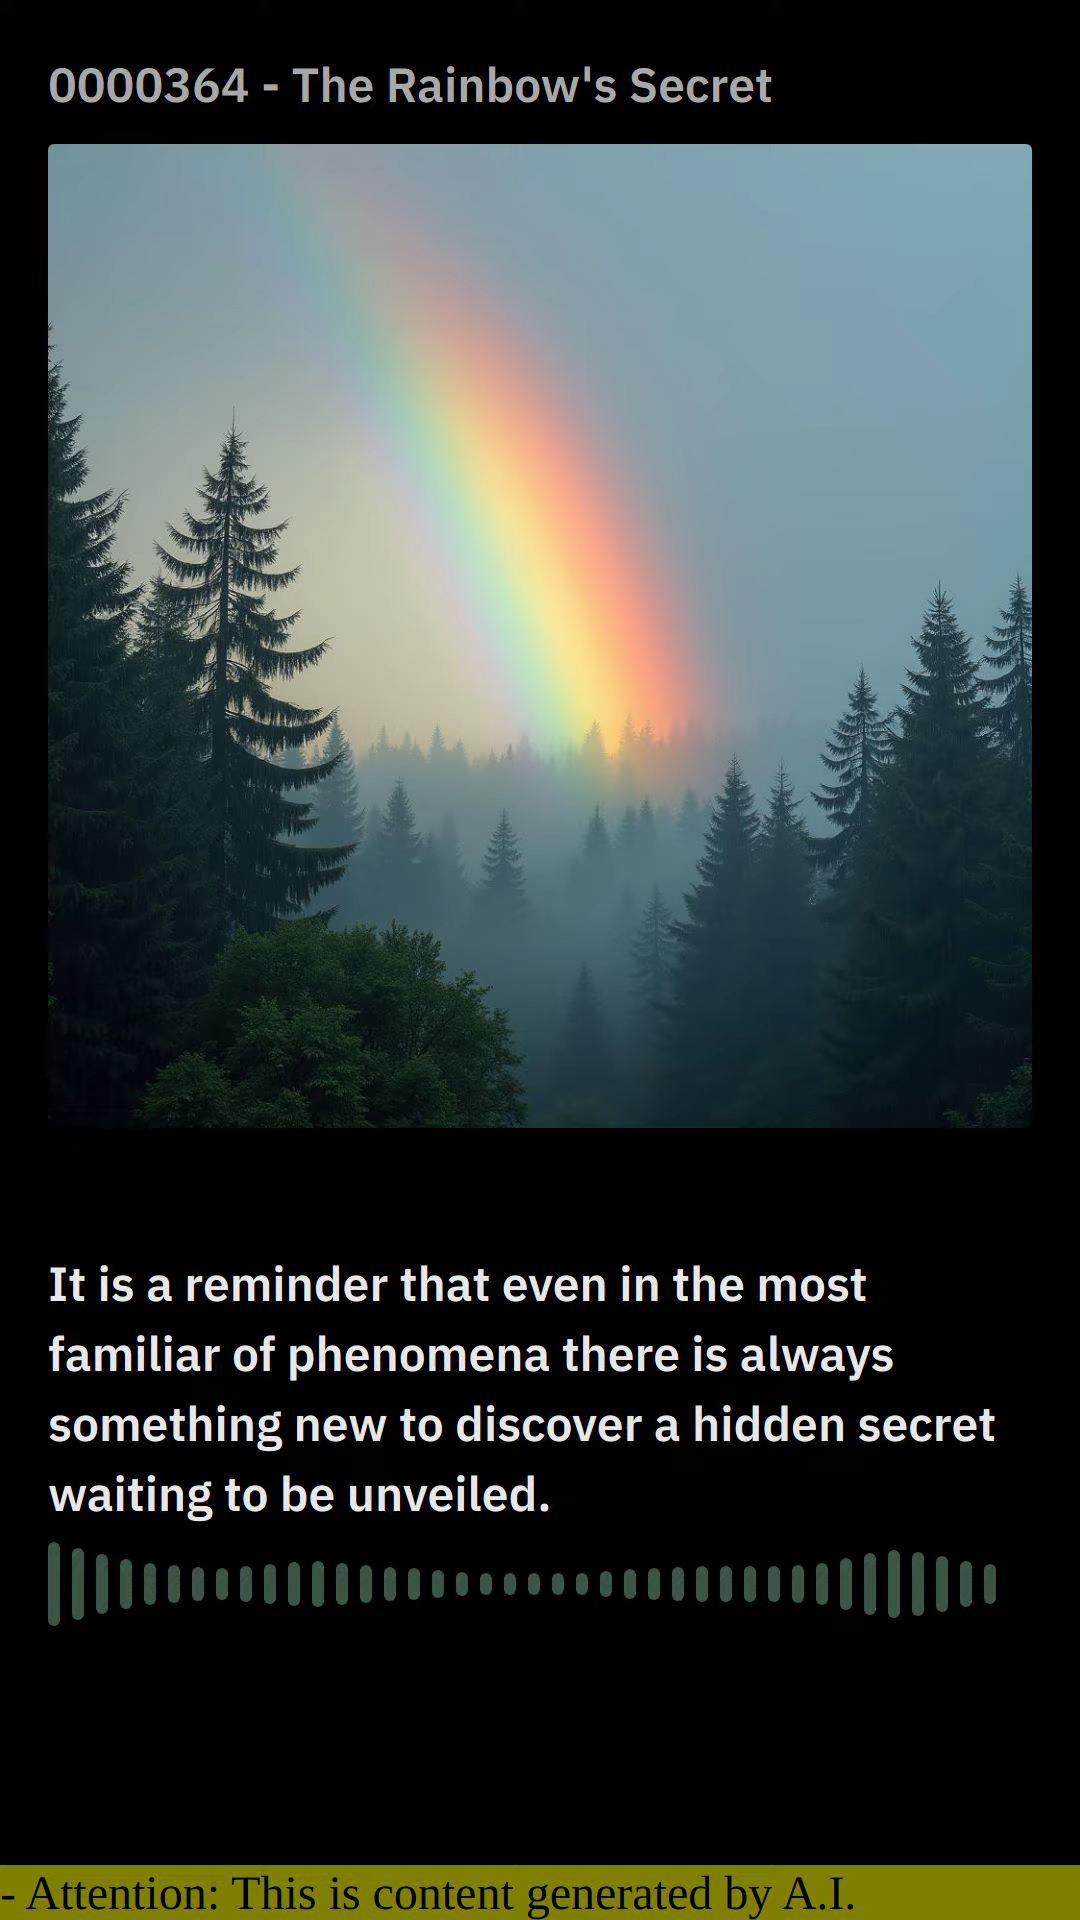 0000364 - The Rainbow's Secret
It is a reminder that even in the most
familiar of phenomena there is always
something new to discover a hidden secret
waiting to be unveiled.
- Attention: This is content generated by A.I.